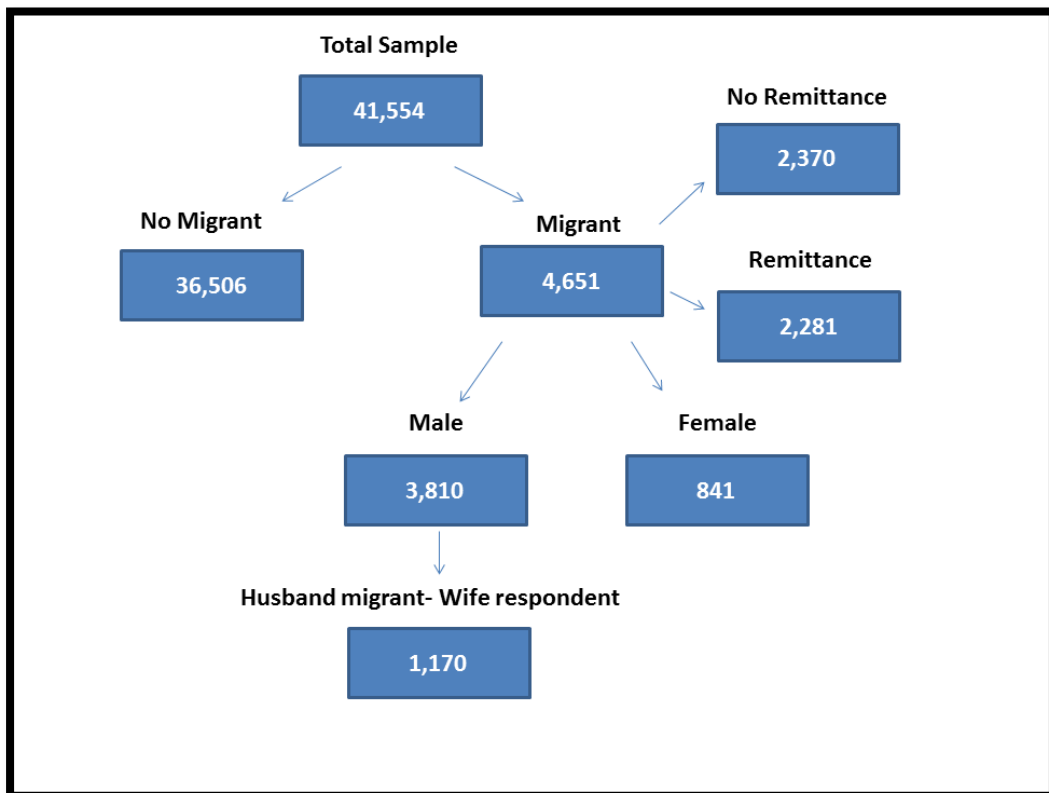 Total Sample
41,554
No Remittance
2,370
No Migrant
36,506
Migrant
4,651
Remittance
2,281
Male
3,810
Female
841
Husband migrant- Wife respondent
1,170